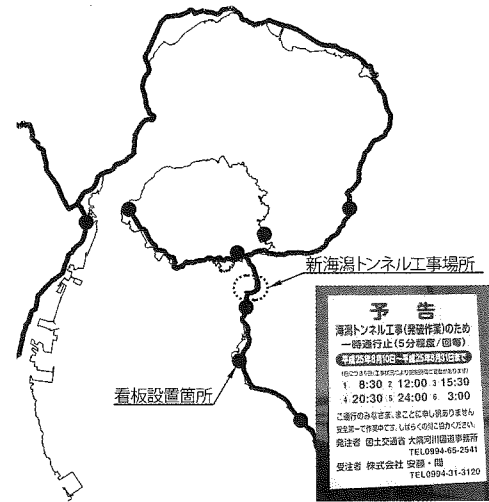 新海潟トンネル工事場所
看板設置箇所
予告
海潟トンネル工事(発破作業)のため
一時通行止(5分程度/回毎)
1 8:30 2 12:00 3 15:30
4 20:30 5 24:00 6 3:00
ご通行のみなさま、まことに申し訳ありません
安全第一で作業中です。しばらくの間ご協力ください。
発注者 国土交通省 大隅河川国道事務所
TEL0994-65-2541
受注者 株式会社 安藤・間
TEL0994-31-3120